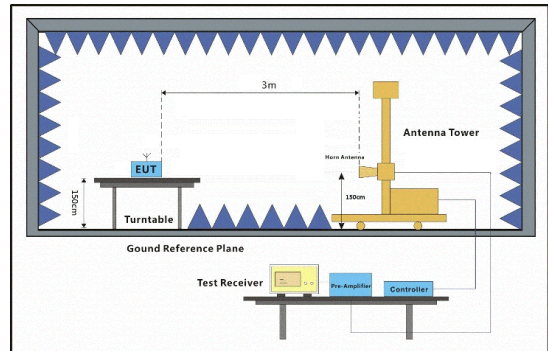 3m
Antenna Tower
Horn Antenna
EUT
150cm
150cm
Turntable
Gound Reference Plane
Test Receiver
Pre-Amplifier
Controller